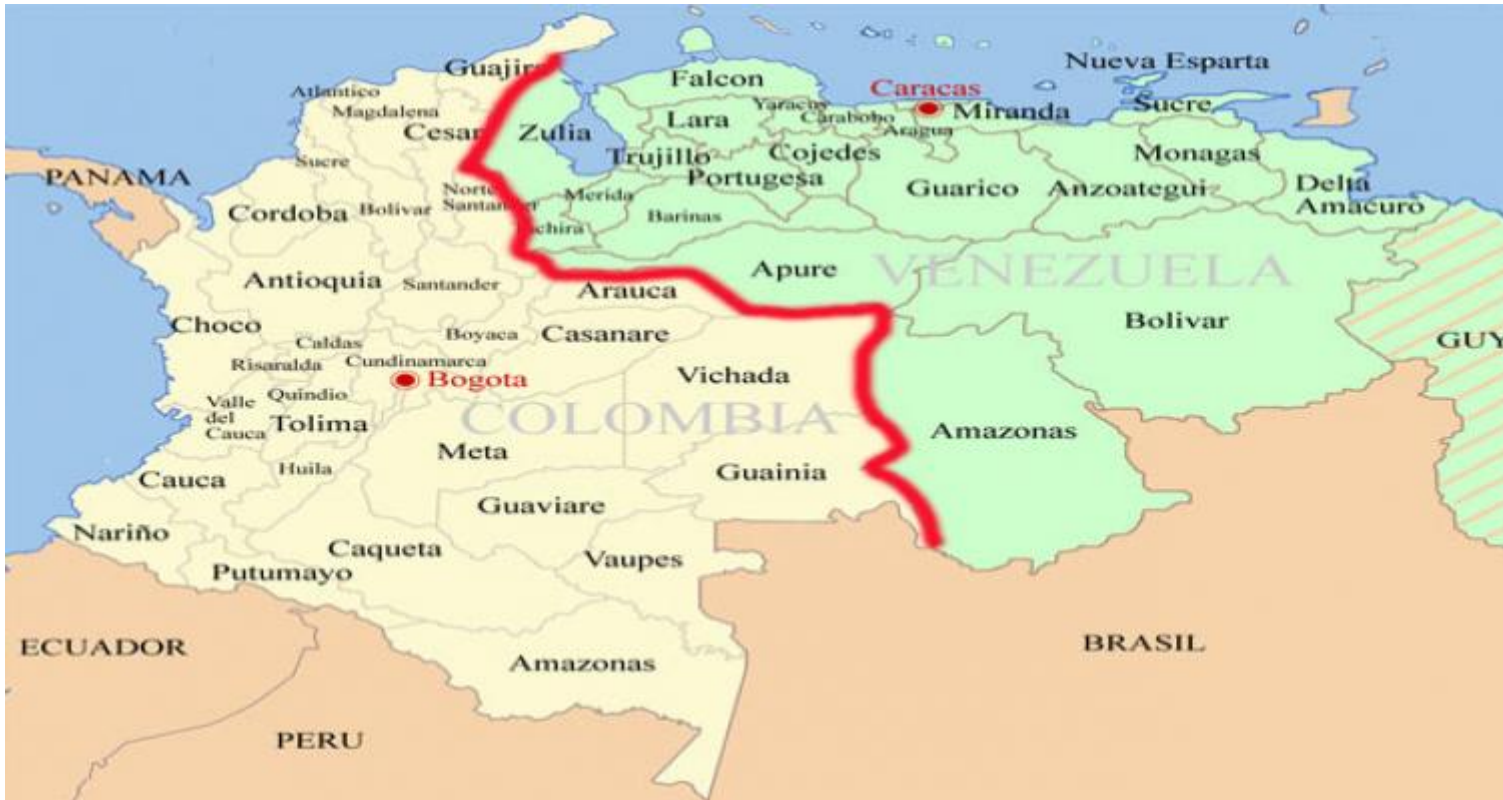 Nueva Esparta
Guajira
Falcon
Caracas
Atlantico
Magdalena
Cesar
Zulia
Lara
Yaracuy
Carabobo
Aragua
Miranda
Sucre
Sucre
Trujillo
Cojedes
Monagas
PANAMA
Norte
Santander
Merida
Portugesa
Guarico
Anzoategui
Delta
Amacuro
Cordoba
Bolivar
Barinas
Antioquia
Santander
Arauca
Apure
VENEZUELA
Choco
Caldas
Boyaca
Casanare
Bolivar
GUY
Risaralda
Cundinamarca
Bogota
Vichada
Valle
del
Cauca
Quindio
Tolima
COLOMBIA
Meta
Amazonas
Cauca
Huila
Guainia
Guaviare
Nariño
Caqueta
Vaupes
Putumayo
ECUADOR
Amazonas
BRASIL
PERU